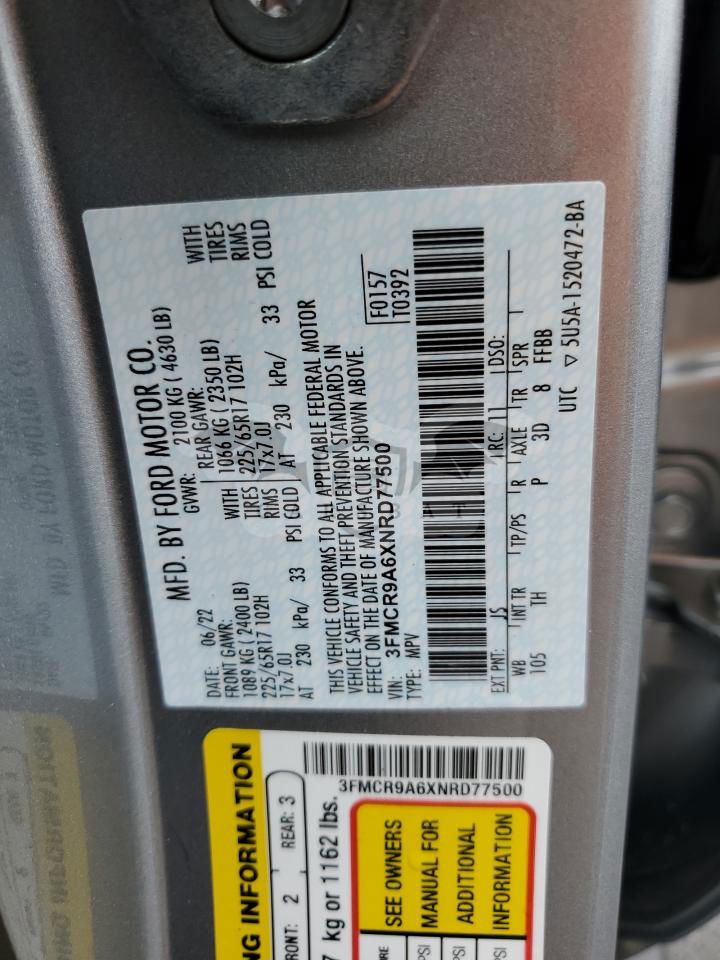 MFD. BY FORD MOTOR CO.
DATE: 06/22 GVWR: 2100 KG ( 4630 LB)
FRONT GAWR: REAR GAWR:
1089 KG ( 2400 LB) WITH 1066 KG ( 2350 LB) WITH
225/65R17 102H TIRES 225/65R17 102H TIRES
17x7.0J RIMS 17x7.0J RIMS
AT 230 kPa/ 33 PSI COLD AT 230 kPa/ 33 PSI COLD
THIS VEHICLE CONFORMS TO ALL APPLICABLE FEDERAL MOTOR
VEHICLE SAFETY AND THEFT PREVENTION STANDARDS IN
EFFECT ON THE DATE OF MANUFACTURE SHOWN ABOVE.
VIN: 3FMCR9A6XNRD77500
TYPE: MPV
F0157
T0392
EXT PNT: JS RC: 11 DSO:
WB INT TR TP/PS R AXLE TR SPR
105 TH P 3D 8 FFBB
UTC ▽ 5U5A-1520472-BA
3FMCR9A6XNRD77500
NG INFORMATION
FRONT: 2 REAR: 3
7 kg or 1162 lbs.
SEE OWNERS
MANUAL FOR
ADDITIONAL
INFORMATION